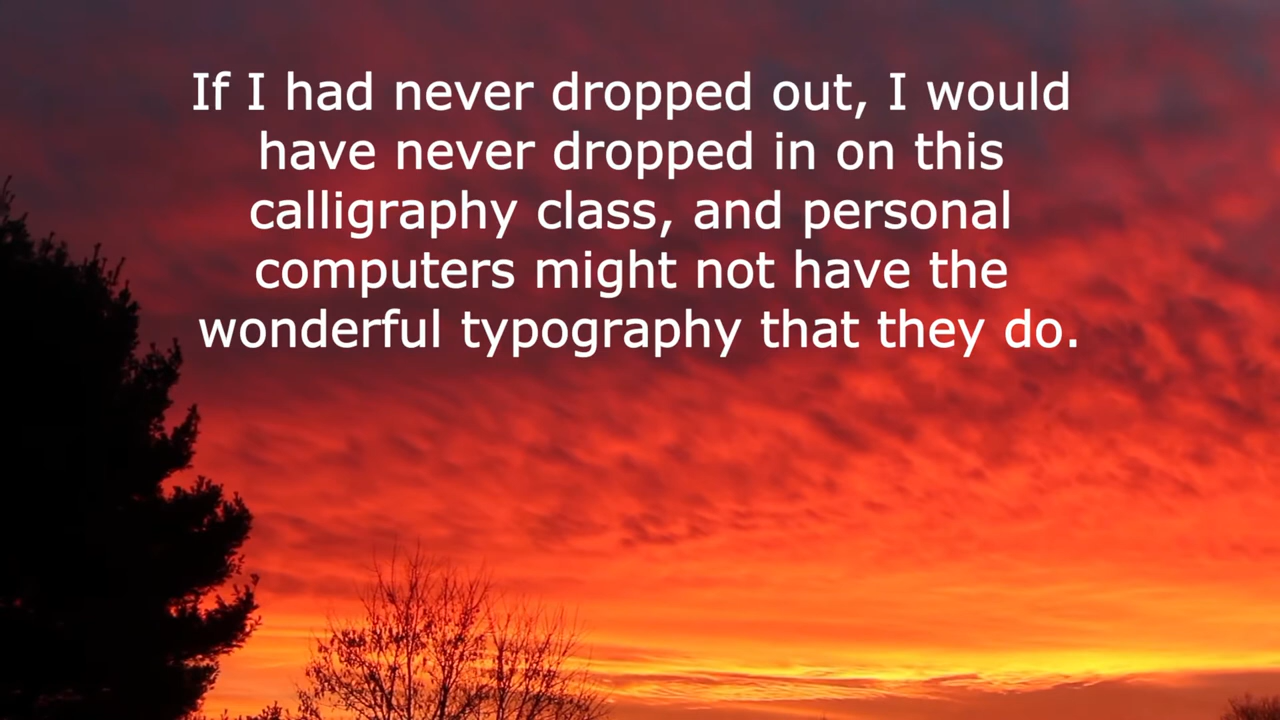 If I had never dropped out, I would
have never dropped in on this
calligraphy class, and personal
computers might not have the
wonderful typography that they do.